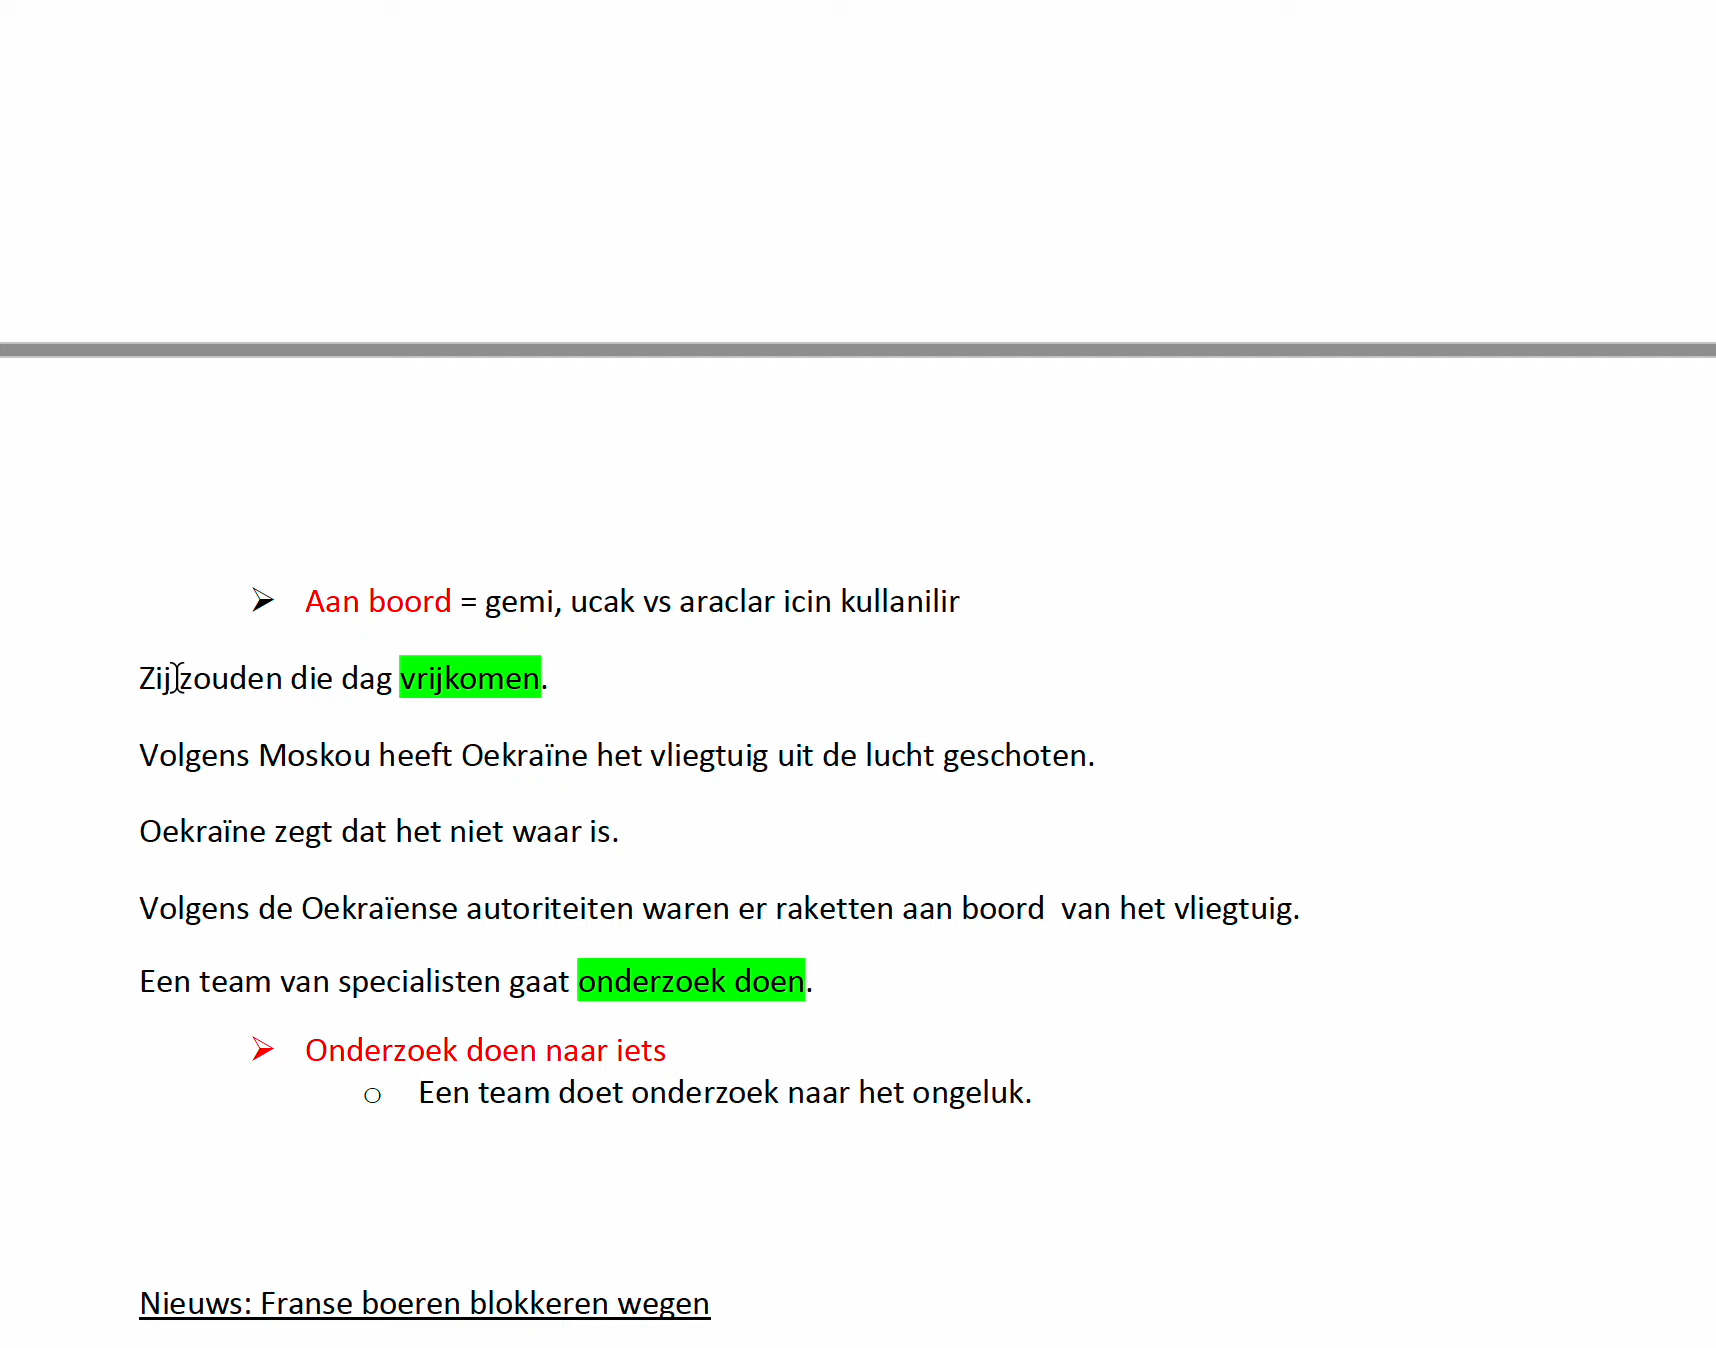 ➢ Aan boord = gemi, ucak vs araclar icin kullanilir
Zij zouden die dag vrijkomen.
Volgens Moskou heeft Oekraïne het vliegtuig uit de lucht geschoten.
Oekraïne zegt dat het niet waar is.
Volgens de Oekraïense autoriteiten waren er raketten aan boord  van het vliegtuig.
Een team van specialisten gaat onderzoek doen.
➢ Onderzoek doen naar iets
o Een team doet onderzoek naar het ongeluk.
Nieuws: Franse boeren blokkeren wegen